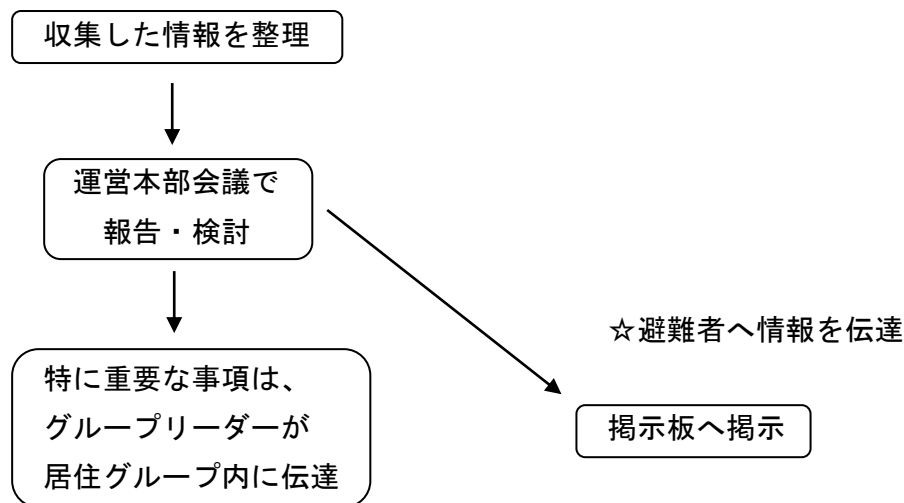 収集した情報を整理
運営本部会議で
報告・検討
☆避難者へ情報を伝達
特に重要な事項は、
グループリーダーが
居住グループ内に伝達
掲示板へ掲示